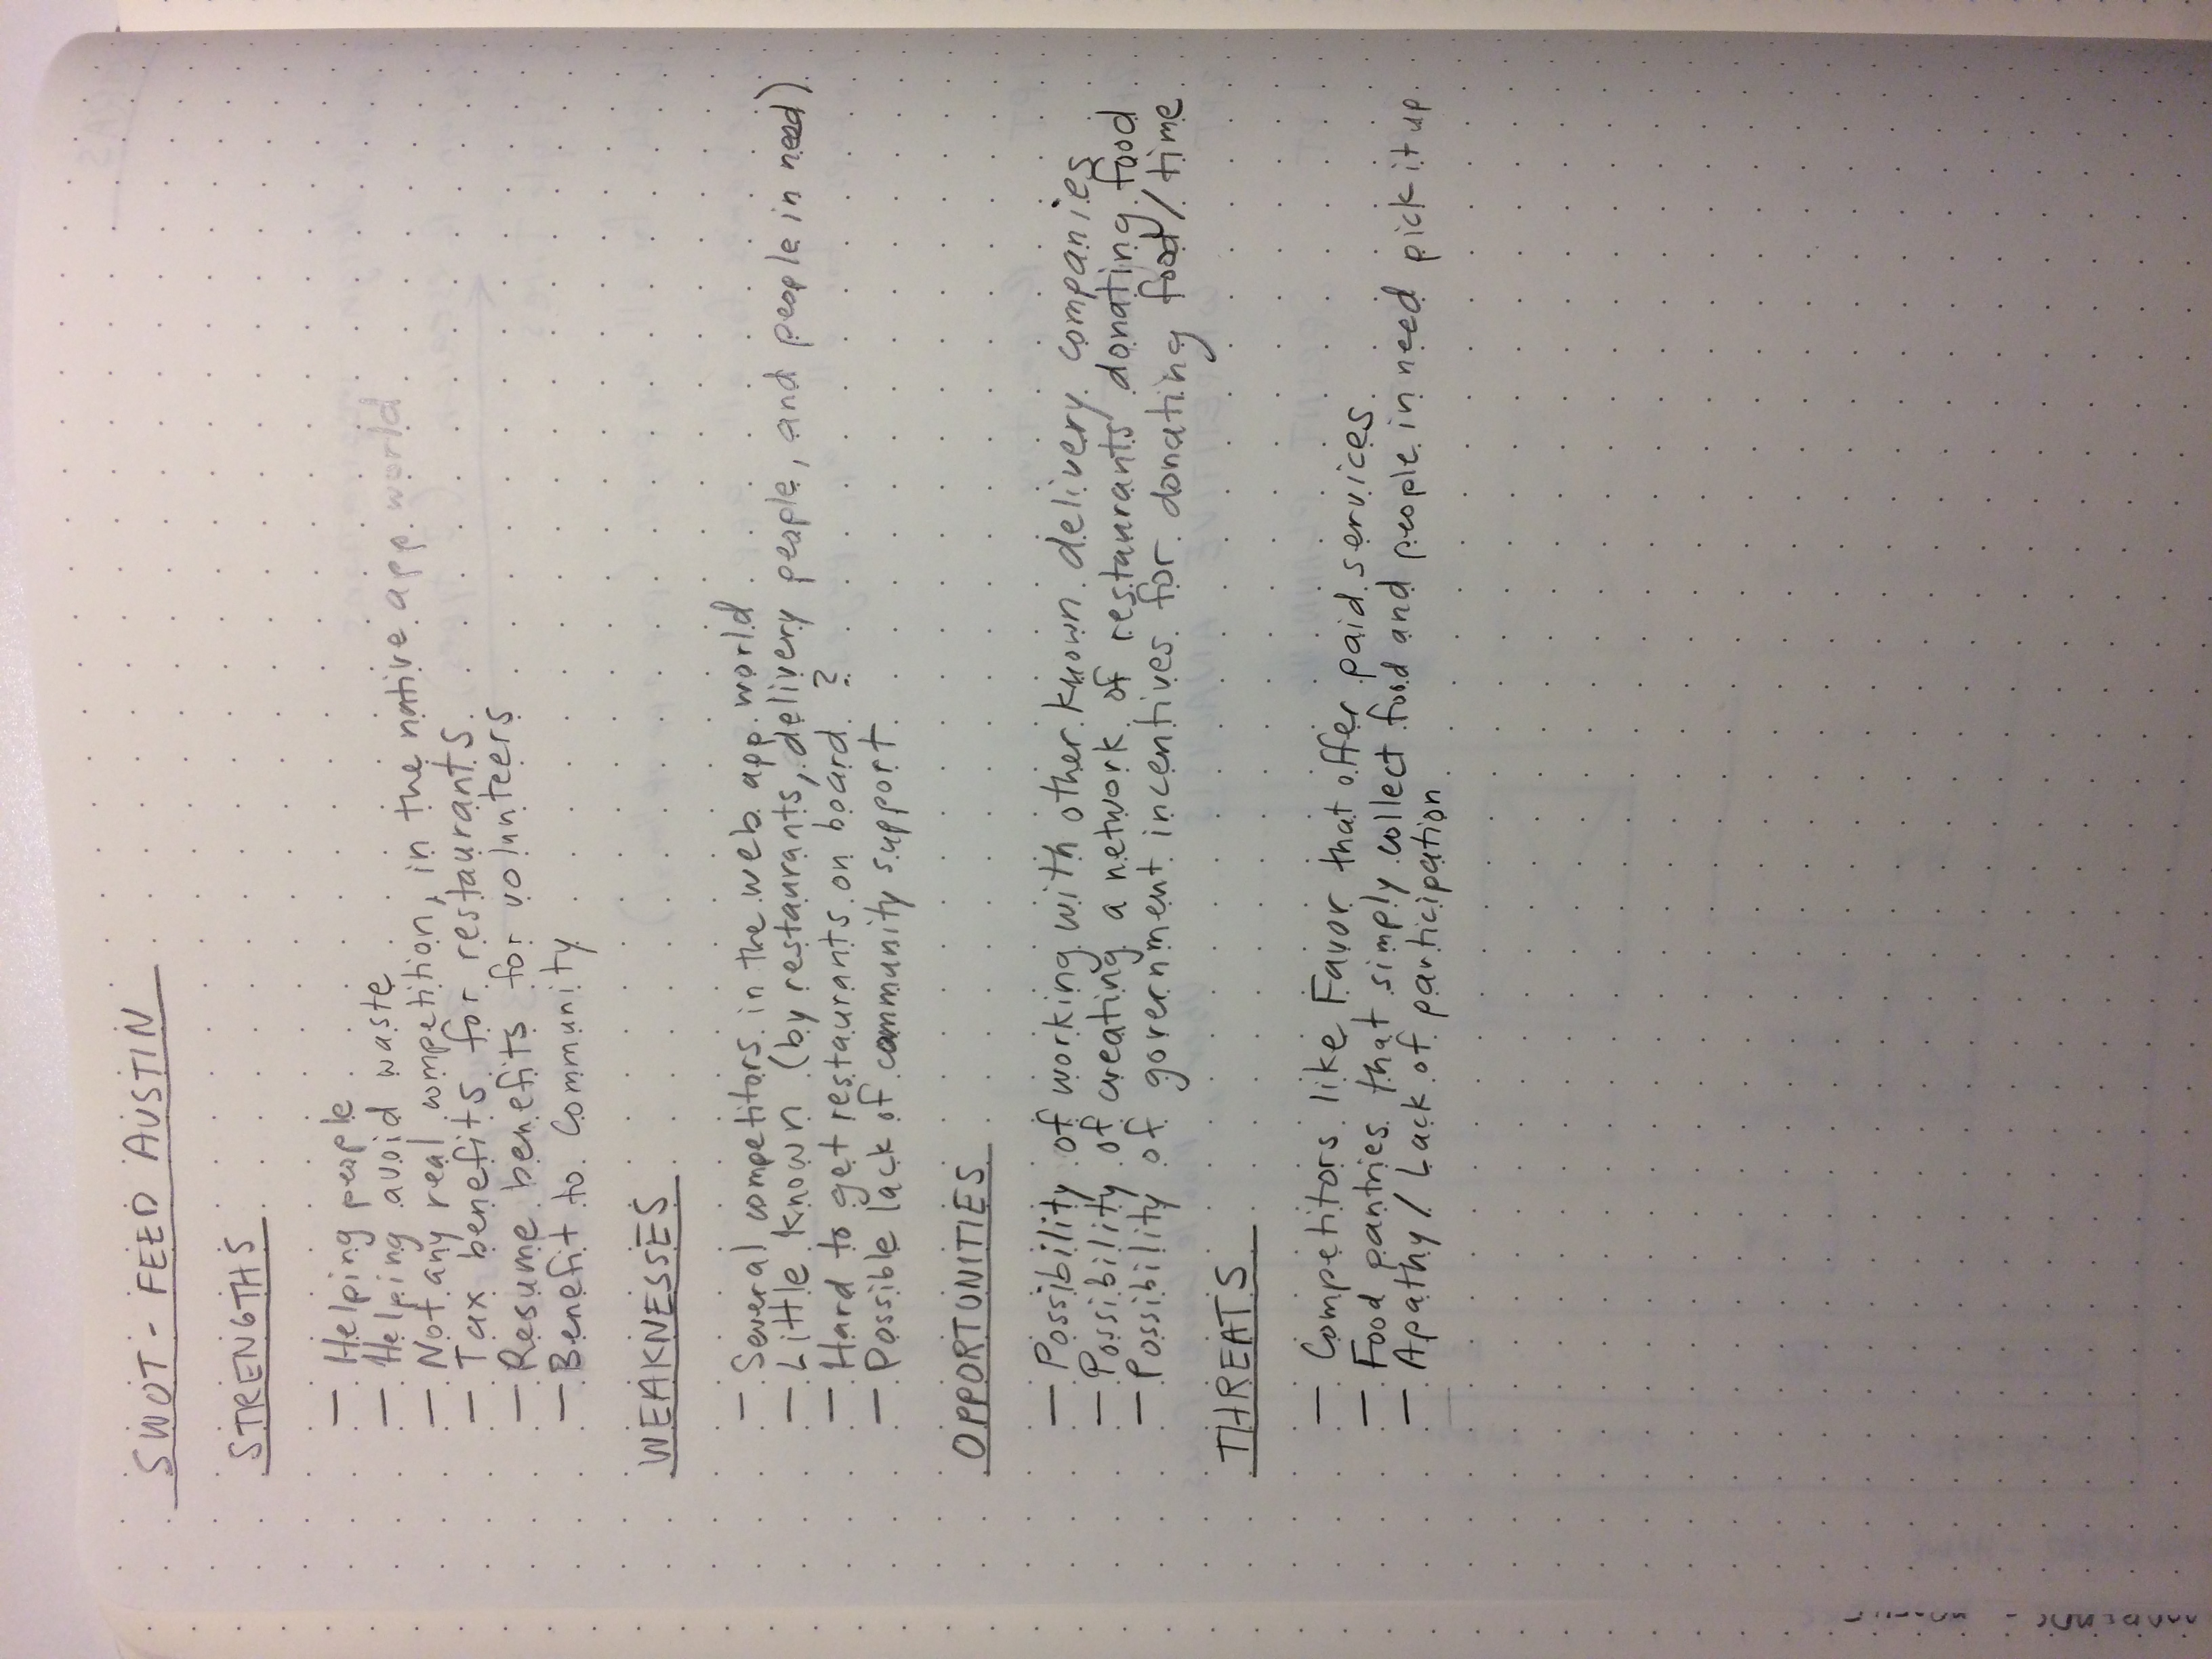 SWOT - FEED AUSTIN
STRENGTHS
— Helping people
— Helping avoid waste
— Not any real competition, in the native app world
— Tax benefits for restaurants
— Resume benefits for volunteers
— Benefit to Community
WEAKNESSES
— Several competitors in the web app world
— Little known (by restaurants, delivery people, and people in need)
— Hard to get restaurants on board ?
— Possible lack of community support
OPPORTUNITIES
— Possibility of working with other known delivery companies
— Possibility of creating a network of restaurants donating food
— Possibility of government incentives for donating food / time
THREATS
— Competitors like Favor that offer paid services
— Food pantries that simply collect food and people in need pick it up
— Apathy / Lack of participation
—